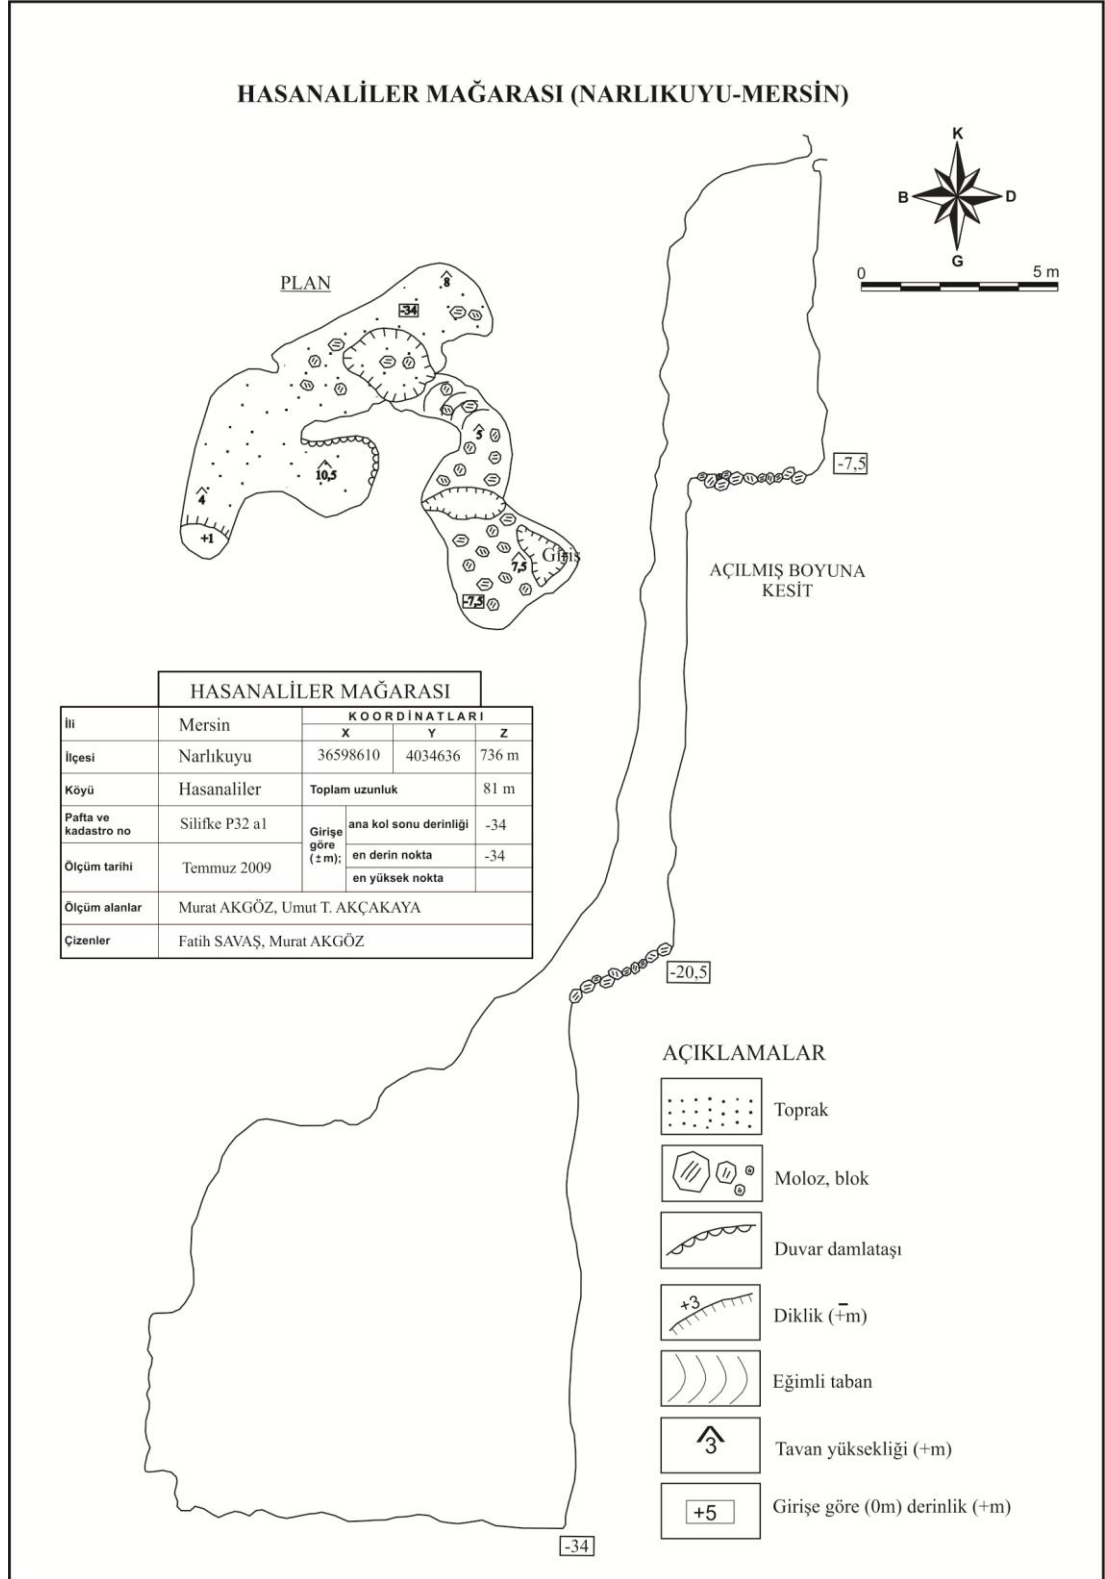 HASANALİLER MAĞARASI (NARLIKUYU-MERSİN)
K
B D
G
0 5 m
PLAN
8
-34
5
10,5
4
+1
Giriş
7,5
-7,5
-7,5
AÇILMIŞ BOYUNA
KESİT
HASANALİLER MAĞARASI
İli Mersin KOORDİNATLARI
X Y Z
İlçesi Narlıkuyu 36598610 4034636 736 m
Köyü Hasanaliler Toplam uzunluk 81 m
Pafta ve
kadastro no Silifke P32 a1
Girişe
göre
(±m);
ana kol sonu derinliği -34
Ölçüm tarihi Temmuz 2009
en derin nokta -34
en yüksek nokta
Ölçüm alanlar Murat AKGÖZ, Umut T. AKÇAKAYA
Çizenler Fatih SAVAŞ, Murat AKGÖZ
-20,5
AÇIKLAMALAR
Toprak
Moloz, blok
Duvar damlataşı
+3 Diklik (+̄m)
Eğimli taban
3 Tavan yüksekliği (+m)
+5 Girişe göre (0m) derinlik (+m)
-34